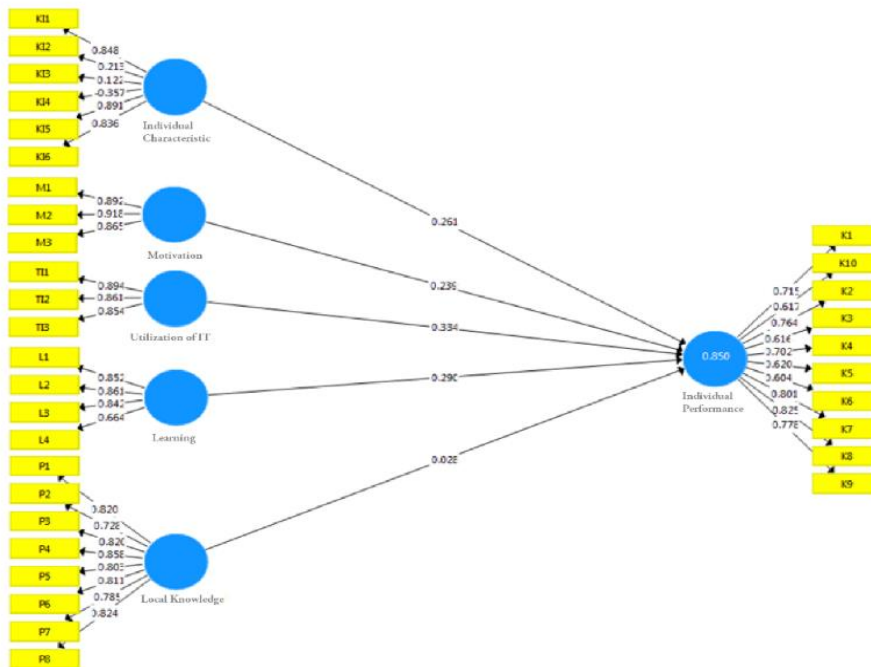 KI1
KI2
KI3
KI4
KI5
KI6
0.848
0.213
0.122
-0.357
0.891
0.836
Individual
Characteristic
0.261
M1
M2
M3
0.892
0.918
0.865
Motivation
0.239
TI1
TI2
TI3
0.894
0.861
0.854
Utilization of IT
0.334
L1
L2
L3
L4
0.852
0.861
0.842
0.664
Learning
0.290
P1
P2
P3
P4
P5
P6
P7
P8
0.820
0.728
0.820
0.858
0.803
0.811
0.785
0.824
Local Knowledge
0.028
0.850
Individual
Performance
0.715
0.617
0.764
0.616
0.702
0.620
0.604
0.801
0.825
0.778
K1
K10
K2
K3
K4
K5
K6
K7
K8
K9